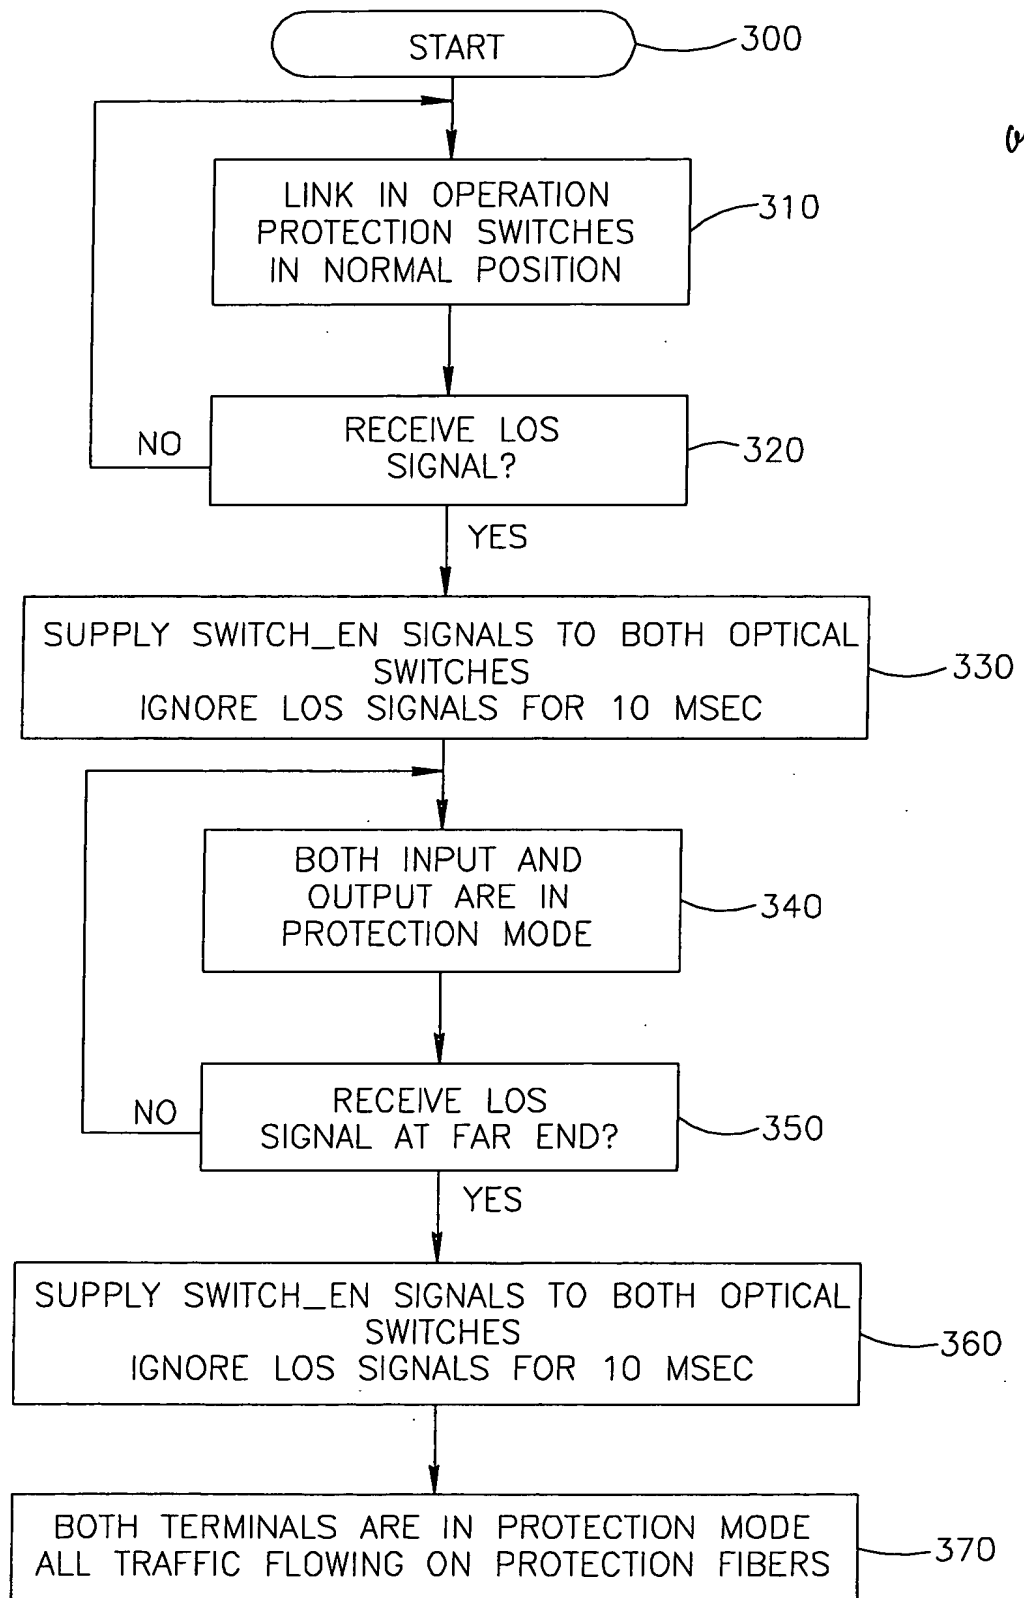 START
300
LINK IN OPERATION
PROTECTION SWITCHES
IN NORMAL POSITION
310
RECEIVE LOS
SIGNAL?
320
NO
YES
SUPPLY SWITCH_EN SIGNALS TO BOTH OPTICAL
SWITCHES
IGNORE LOS SIGNALS FOR 10 MSEC
330
BOTH INPUT AND
OUTPUT ARE IN
PROTECTION MODE
340
RECEIVE LOS
SIGNAL AT FAR END?
350
NO
YES
SUPPLY SWITCH_EN SIGNALS TO BOTH OPTICAL
SWITCHES
IGNORE LOS SIGNALS FOR 10 MSEC
360
BOTH TERMINALS ARE IN PROTECTION MODE
ALL TRAFFIC FLOWING ON PROTECTION FIBERS
370